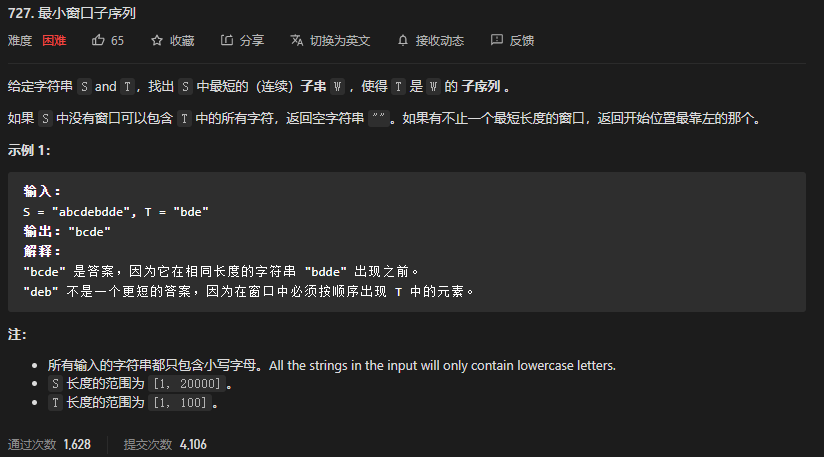 727. 最小窗口子序列
难度 困难 65 收藏 分享 切换为英文 接收动态 反馈
给定字符串 S and T，找出 S 中最短的（连续）子串 W ，使得 T 是 W 的 子序列 。
如果 S 中没有窗口可以包含 T 中的所有字符，返回空字符串 ""。如果有不止一个最短长度的窗口，返回开始位置最靠左的那个。
示例 1：
输入：
S = "abcdebdde", T = "bde"
输出："bcde"
解释：
"bcde" 是答案，因为它在相同长度的字符串 "bdde" 出现之前。
"deb" 不是一个更短的答案，因为在窗口中必须按顺序出现 T 中的元素。
注：
所有输入的字符串都只包含小写字母。All the strings in the input will only contain lowercase letters.
S 长度的范围为 [1, 20000]。
T 长度的范围为 [1, 100]。
通过次数 1,628 提交次数 4,106